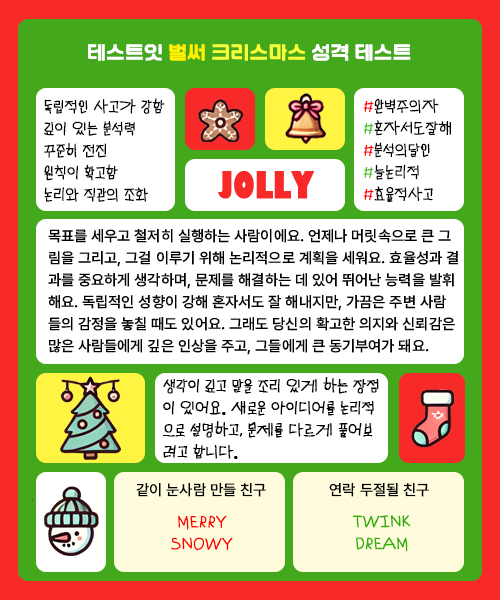 테스트잇 벌써 크리스마스 성격 테스트
독립적인 사고가 강함
깊이 있는 분석력
꾸준히 전진
원칙이 확고함
논리와 직관의 조화
JOLLY
#완벽주의자
#혼자서도잘해
#분석의달인
#늘논리적
#효율적사고
목표를 세우고 철저히 실행하는 사람이에요. 언제나 머릿속으로 큰 그
림을 그리고, 그걸 이루기 위해 논리적으로 계획을 세워요. 효율성과 결
과를 중요하게 생각하며, 문제를 해결하는 데 있어 뛰어난 능력을 발휘
해요. 독립적인 성향이 강해 혼자서도 잘 해내지만, 가끔은 주변 사람
들의 감정을 놓칠 때도 있어요. 그래도 당신의 확고한 의지와 신뢰감은
많은 사람들에게 깊은 인상을 주고, 그들에게 큰 동기부여가 돼요.
생각이 깊고 말을 조리 있게 하는 장점
이 있어요. 새로운 아이디어를 논리적
으로 설명하고, 문제를 다르게 풀어보
려고 합니다.
같이 눈사람 만들 친구
MERRY
SNOWY
연락 두절될 친구
TWINK
DREAM